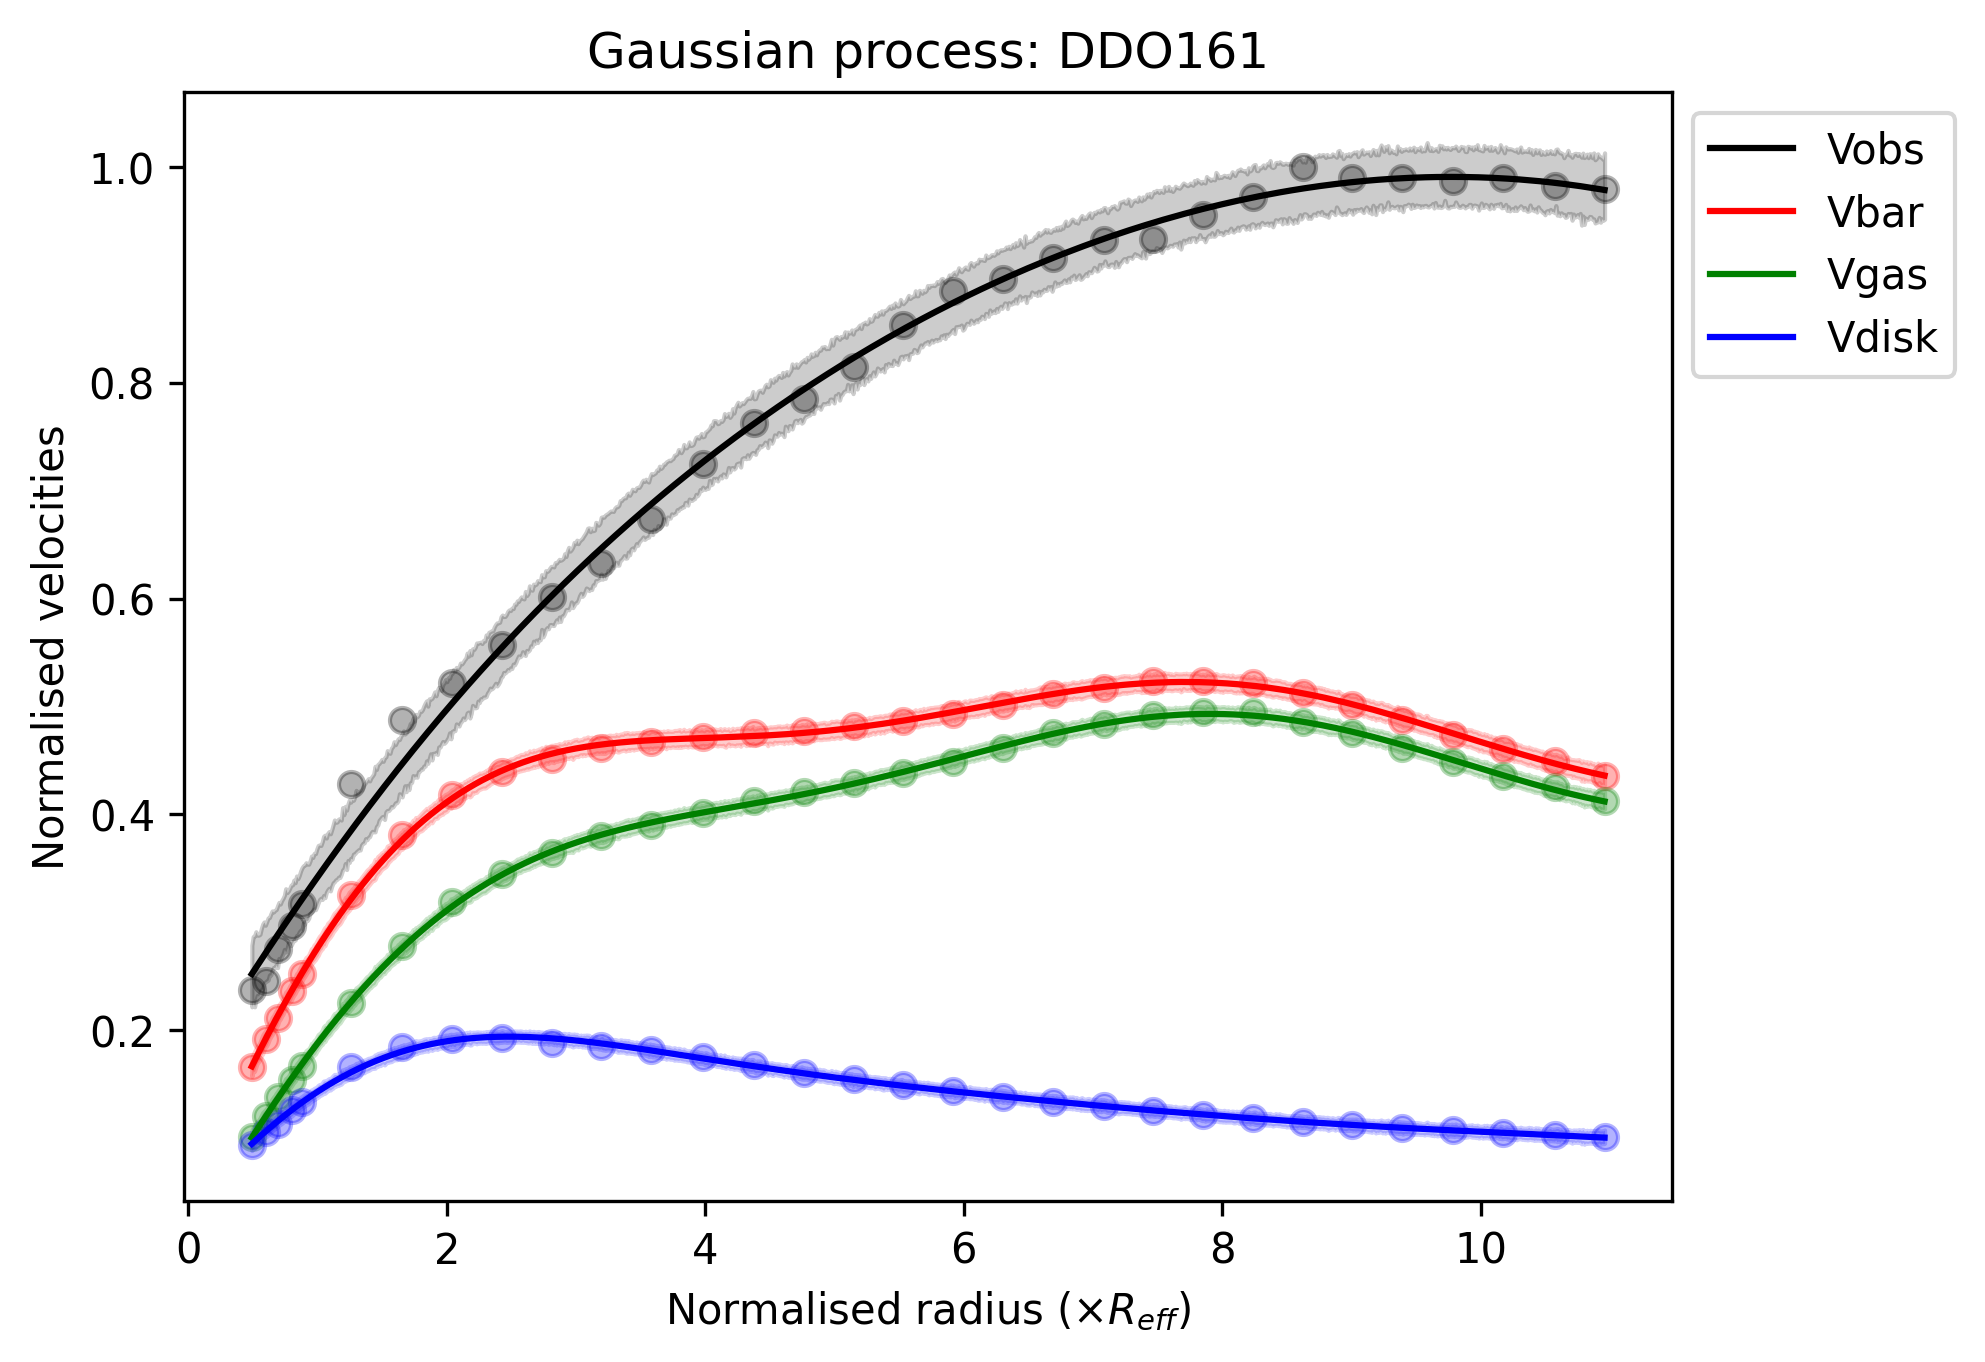 Gaussian process: DDO161
Vobs
Vbar
Vgas
Vdisk
1.0
0.8
0.6
0.4
0.2
Normalised velocities
0
2
4
6
8
10
Normalised radius (×R_eff)